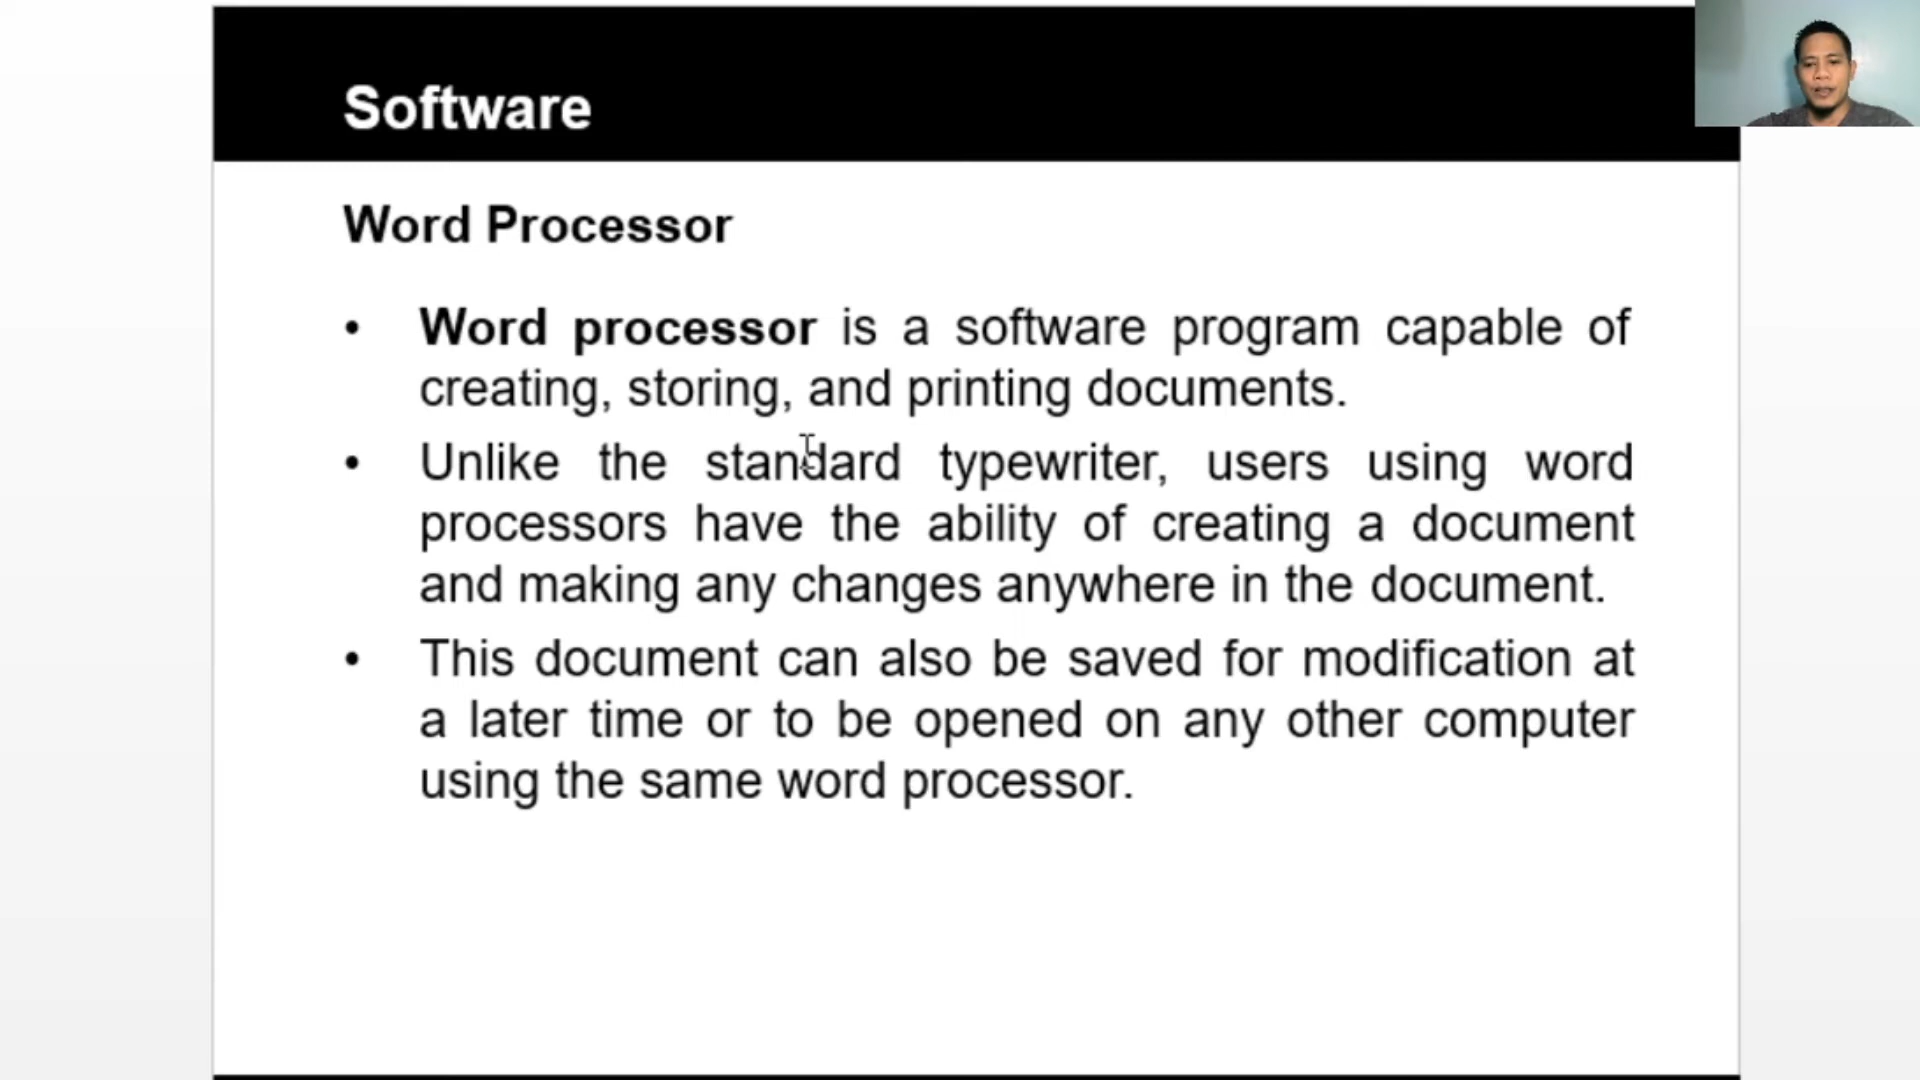 Software
Word Processor
• Word processor is a software program capable of
creating, storing, and printing documents.
• Unlike the standard typewriter, users using word
processors have the ability of creating a document
and making any changes anywhere in the document.
• This document can also be saved for modification at
a later time or to be opened on any other computer
using the same word processor.